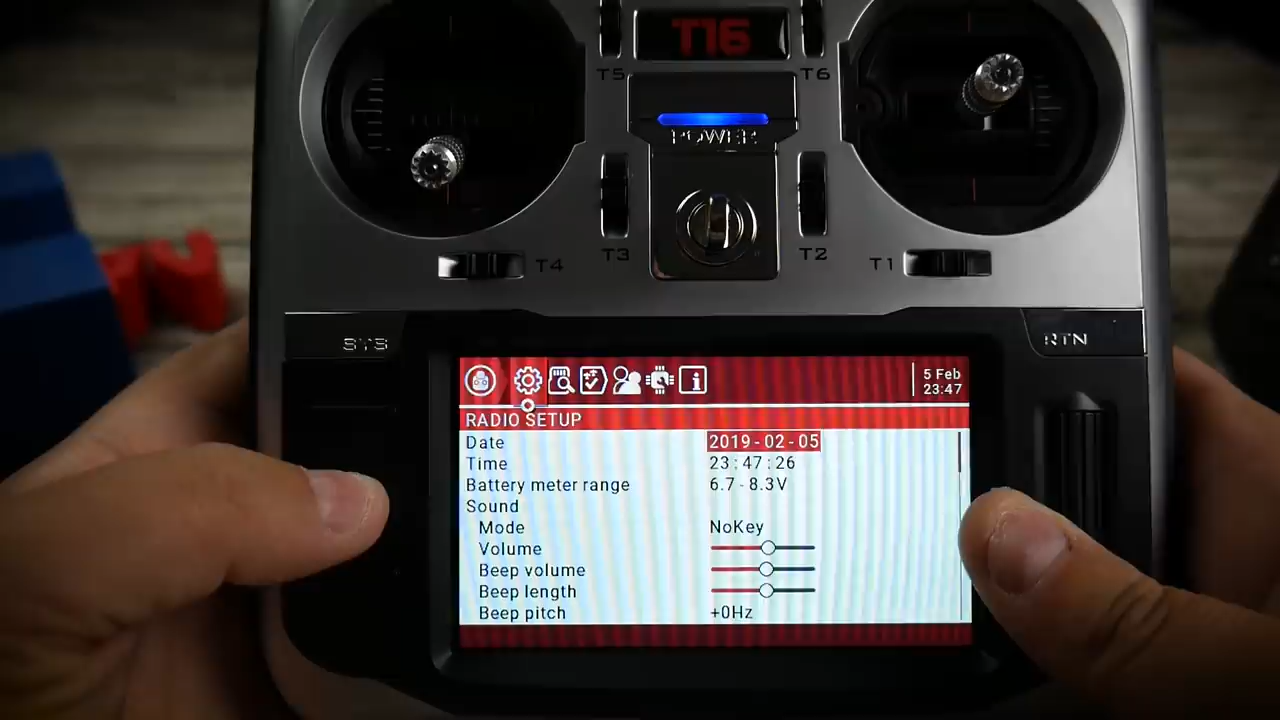 T16
T5
T6
POWER
T3
T2
T4
T1
SYS
RTN
5 Feb
23:47
RADIO SETUP
Date 2019-02-05
Time 23:47:26
Battery meter range 6.7-8.3V
Sound
Mode NoKey
Volume
Beep volume
Beep length
Beep pitch +0Hz